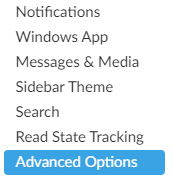 Notifications
Windows App
Messages & Media
Sidebar Theme
Search
Read State Tracking
Advanced Options